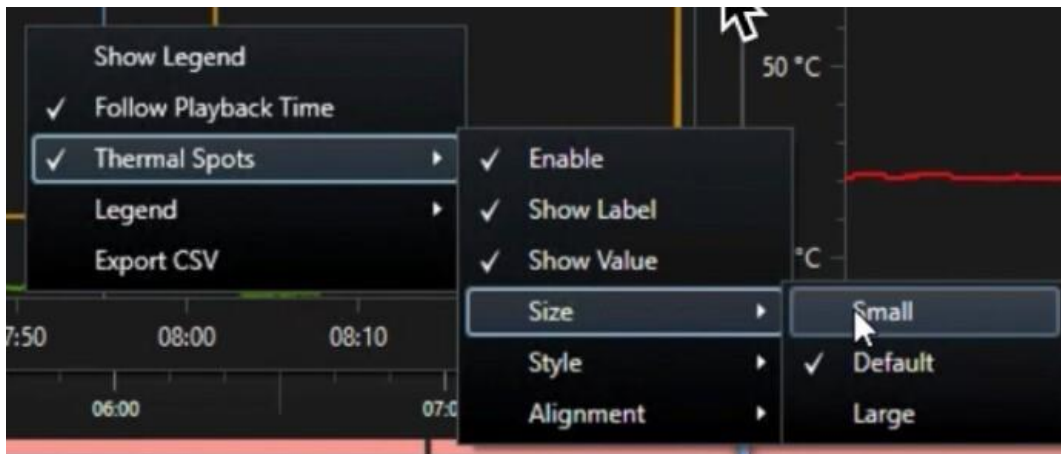 Show Legend
Follow Playback Time
Thermal Spots
Legend
Export CSV
Enable
Show Label
Show Value
Size
Style
Alignment
Small
Default
Large
50 °C
°C
7:50
08:00
08:10
06:00
07:0